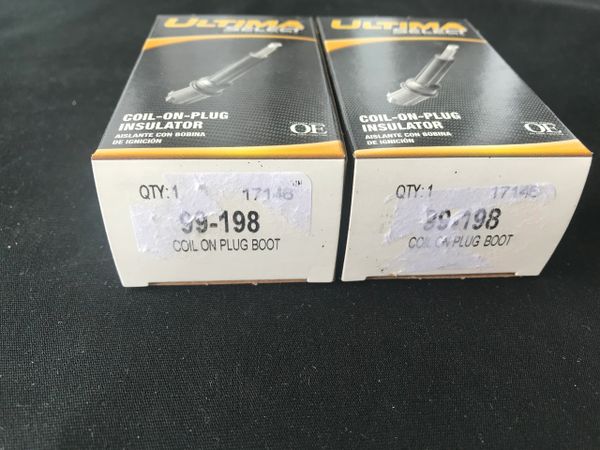 ULTIMA
SELECT
COIL-ON-PLUG
INSULATOR
AISLANTE CON BOBINA
DE IGNICIÓN
OE
QTY: 1 17146
99-198
COIL ON PLUG BOOT
ULTIMA
SELECT
COIL-ON-PLUG
INSULATOR
AISLANTE CON BOBINA
DE IGNICIÓN
OE
QTY: 1 17146
99-198
COIL ON PLUG BOOT